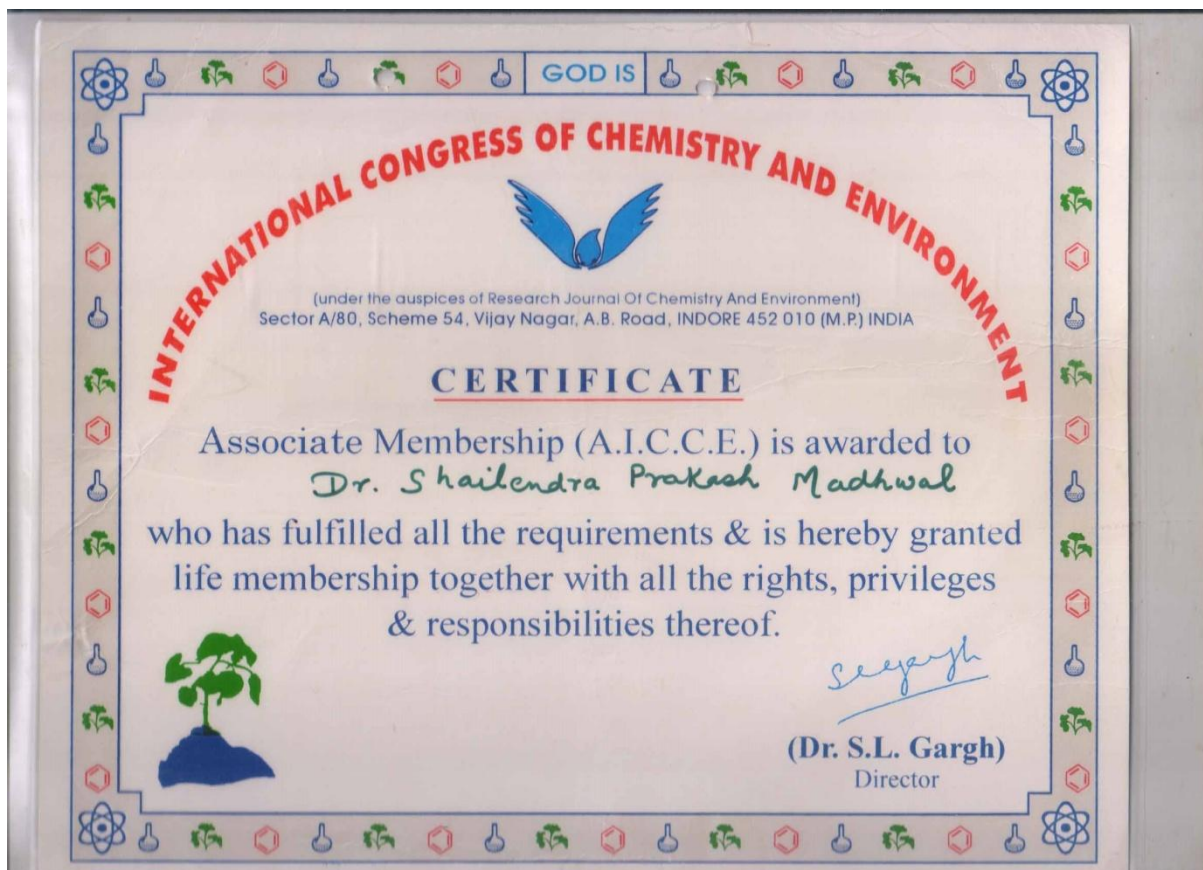 GOD IS
INTERNATIONAL CONGRESS OF CHEMISTRY AND ENVIRONMENT
(under the auspices of Research Journal Of Chemistry And Environment)
Sector A/80, Scheme 54, Vijay Nagar, A.B. Road, INDORE 452 010 (M.P.) INDIA
CERTIFICATE
Associate Membership (A.I.C.C.E.) is awarded to
Dr. Shailendra Prakash Madhwal
who has fulfilled all the requirements & is hereby granted
life membership together with all the rights, privileges
& responsibilities thereof.
(Dr. S.L. Gargh)
Director